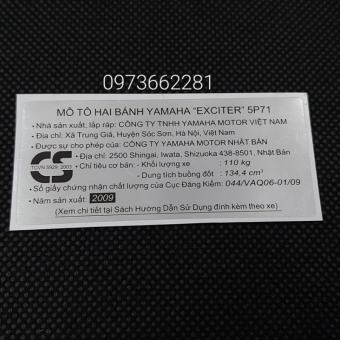 0973662281
MÔ TÔ HAI BÁNH YAMAHA "EXCITER" 5P71
• Nhà sản xuất, lắp ráp: CÔNG TY TNHH YAMAHA MOTOR VIỆT NAM
• Địa chỉ: Xã Trung Giã, Huyện Sóc Sơn, Hà Nội, Việt Nam
• Được sự cho phép của: CÔNG TY YAMAHA MOTOR NHẬT BẢN
• Địa chỉ: 2500 Shingai, Iwata, Shizuoka 438-8501, Nhật Bản
• Chỉ tiêu cơ bản: - Khối lượng xe : 110 kg
- Dung tích buồng đốt : 134,4 cm³
CS
TCVN 5929 : 2003
• Số giấy chứng nhận chất lượng của Cục Đăng Kiểm: 044/VAQ06-01/09
• Năm sản xuất: 2009
(Xem chi tiết tại Sách Hướng Dẫn Sử Dụng đính kèm theo xe)